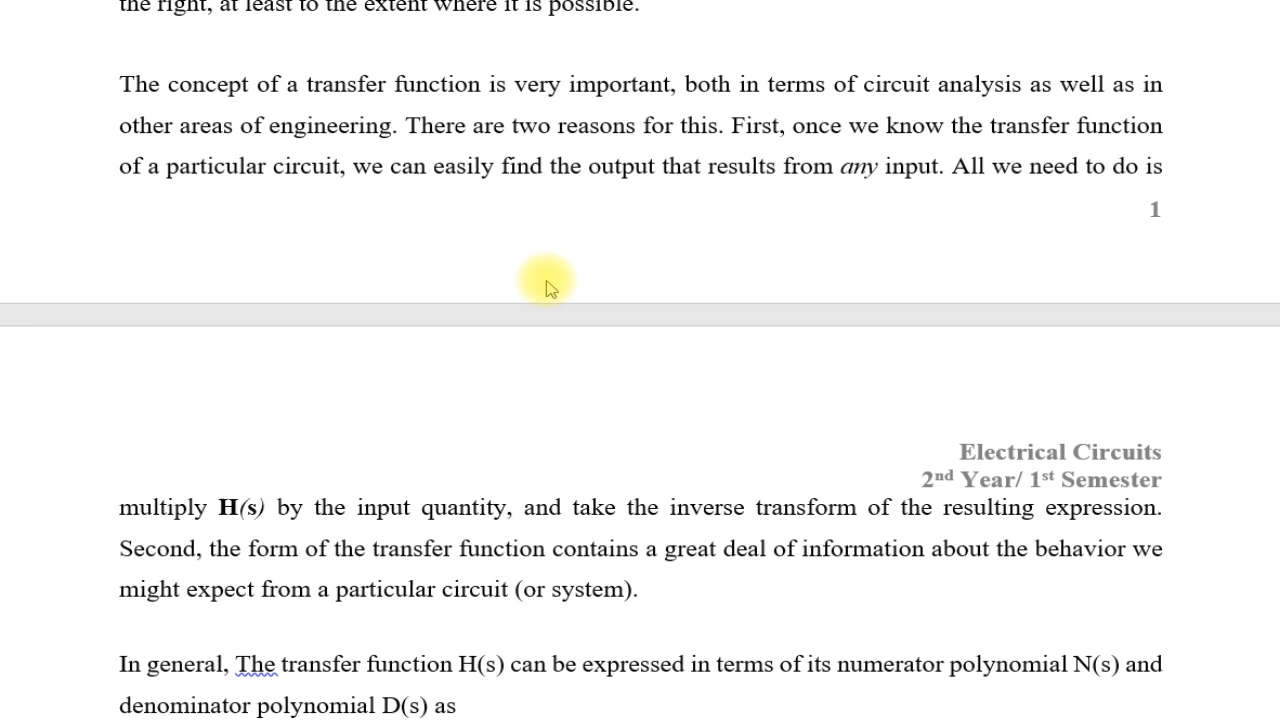 the right, at least to the extent where it is possible.
The concept of a transfer function is very important, both in terms of circuit analysis as well as in
other areas of engineering. There are two reasons for this. First, once we know the transfer function
of a particular circuit, we can easily find the output that results from any input. All we need to do is
1
Electrical Circuits
2nd Year/ 1st Semester
multiply H(s) by the input quantity, and take the inverse transform of the resulting expression.
Second, the form of the transfer function contains a great deal of information about the behavior we
might expect from a particular circuit (or system).
In general, The transfer function H(s) can be expressed in terms of its numerator polynomial N(s) and
denominator polynomial D(s) as